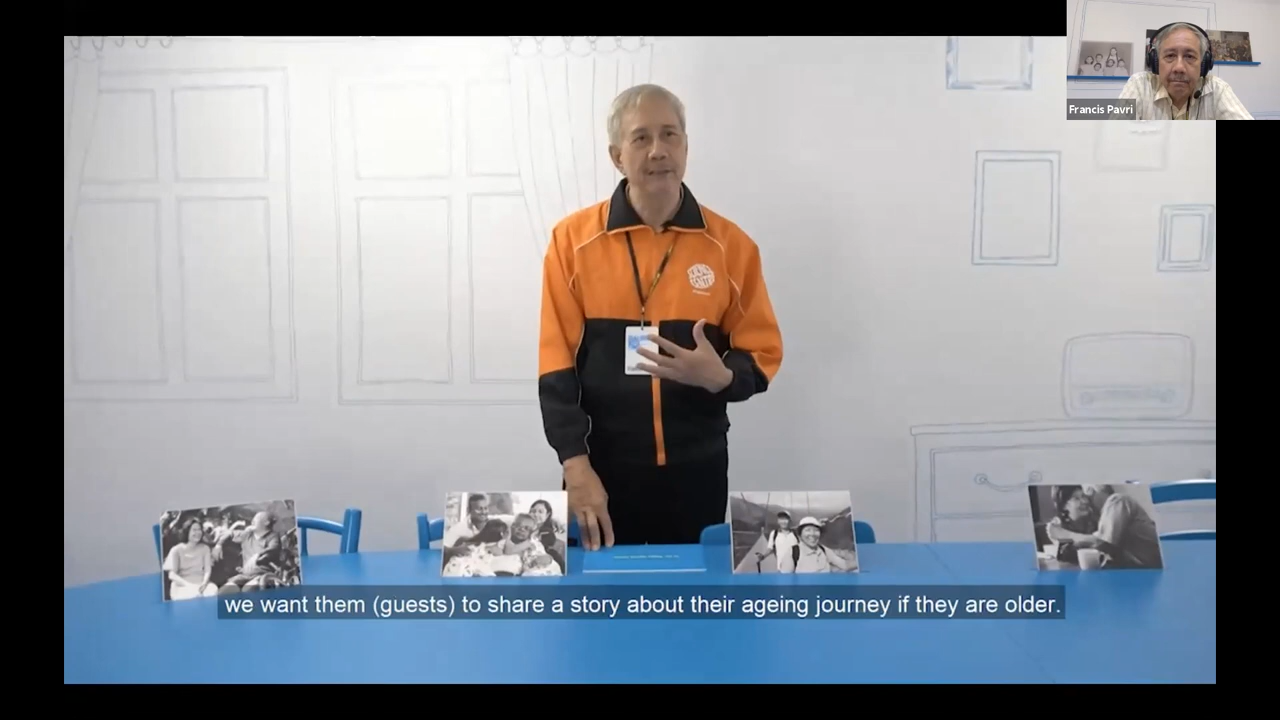 Francis Pavri
we want them (guests) to share a story about their ageing journey if they are older.